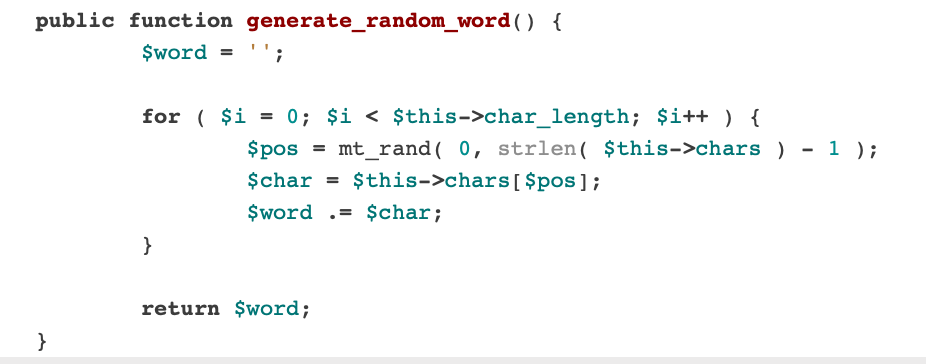 public function generate_random_word() {
$word = '';
for ( $i = 0; $i < $this->char_length; $i++ ) {
$pos = mt_rand( 0, strlen( $this->chars ) - 1 );
$char = $this->chars[$pos];
$word .= $char;
}
return $word;
}